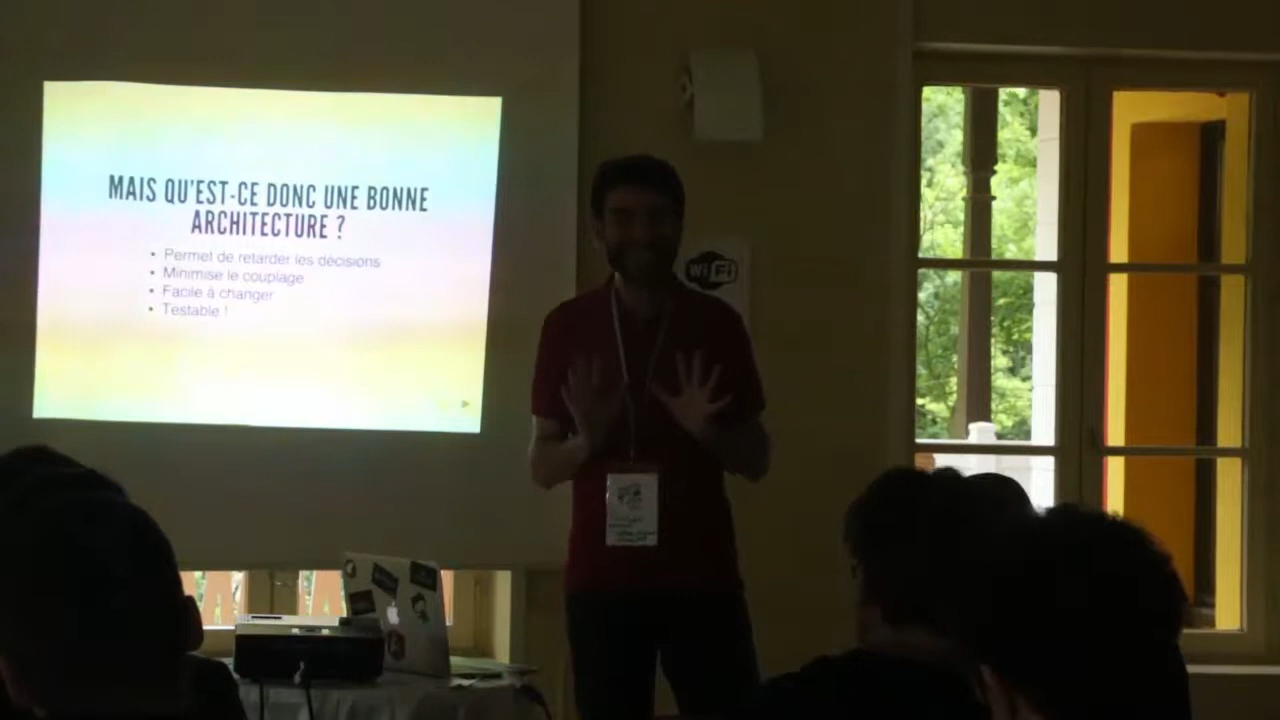 MAIS QU'EST-CE DONC UNE BONNE
ARCHITECTURE ?
• Permet de retarder les décisions
• Minimise le couplage
• Facile à changer
• Testable !
WiFi